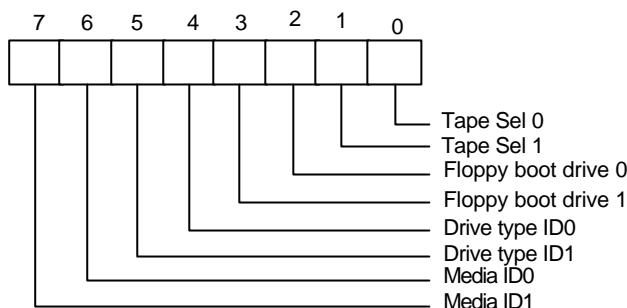 7 6 5 4 3 2 1 0
Tape Sel 0
Tape Sel 1
Floppy boot drive 0
Floppy boot drive 1
Drive type ID0
Drive type ID1
Media ID0
Media ID1